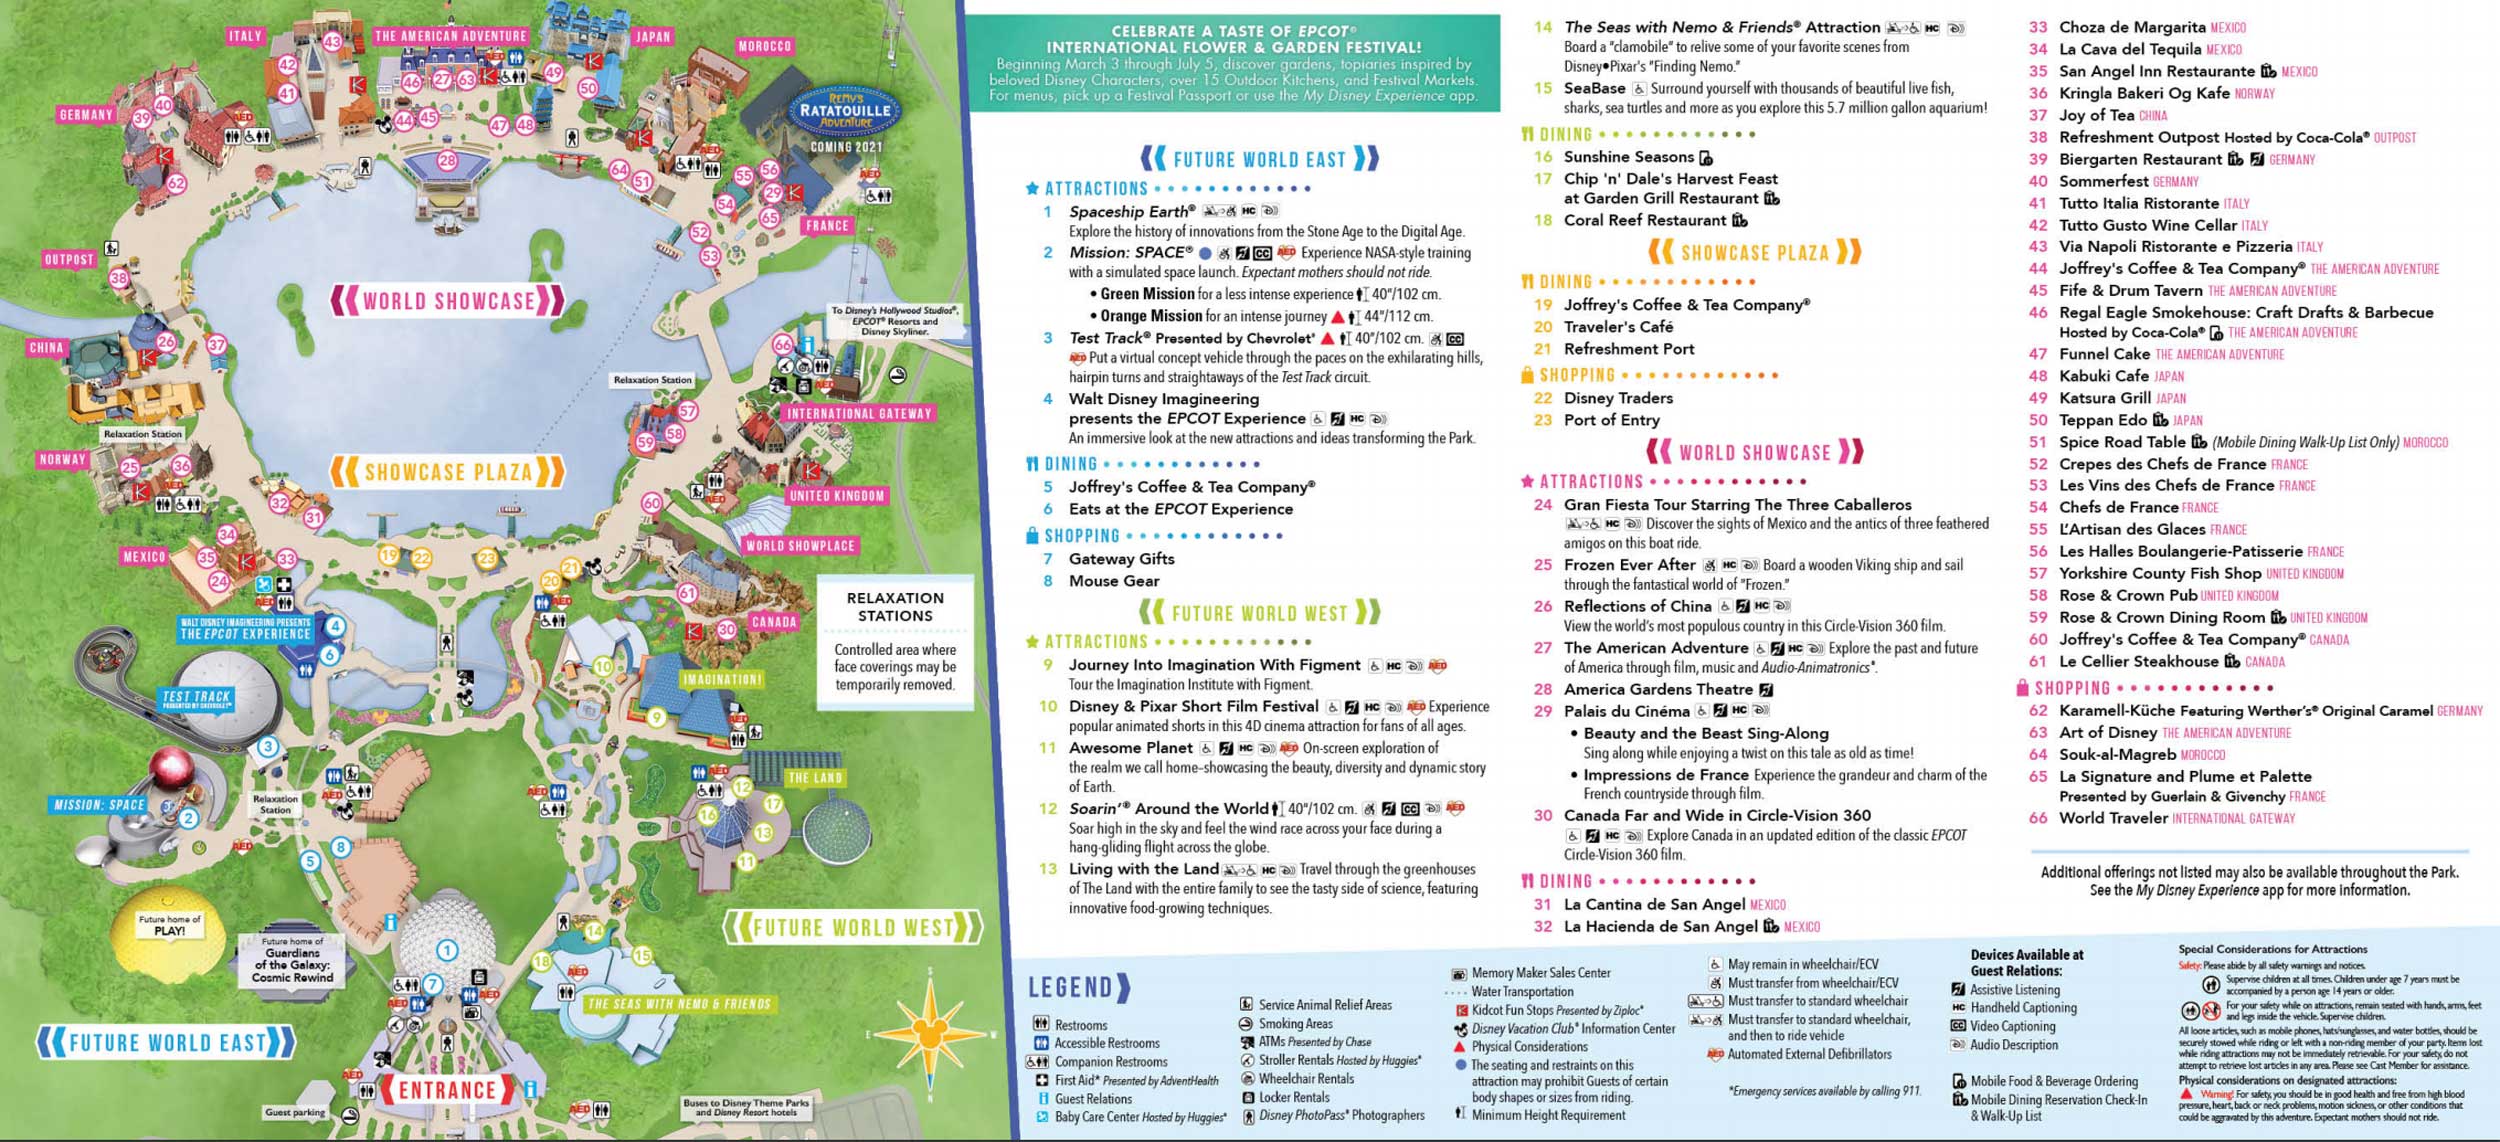 ITALY
THE AMERICAN ADVENTURE
JAPAN
MOROCCO
GERMANY
REMY'S
RATATOUILLE
ADVENTURE
COMING 2021
FRANCE
OUTPOST
WORLD SHOWCASE
To Disney's Hollywood Studios®,
EPCOT® Resorts and
Disney Skyliner.
CHINA
Relaxation Station
INTERNATIONAL GATEWAY
Relaxation Station
NORWAY
SHOWCASE PLAZA
UNITED KINGDOM
MEXICO
WORLD SHOWPLACE
WALT DISNEY IMAGINEERING PRESENTS
THE EPCOT EXPERIENCE
CANADA
RELAXATION
STATIONS
Controlled area where
face coverings may be
temporarily removed.
IMAGINATION!
TEST TRACK
PRESENTED BY CHEVROLET®
THE LAND
MISSION: SPACE
Relaxation
Station
Future home of
PLAY!
Future home of
Guardians
of the Galaxy:
Cosmic Rewind
FUTURE WORLD WEST
THE SEAS WITH NEMO & FRIENDS
FUTURE WORLD EAST
ENTRANCE
Guest parking
Buses to Disney Theme Parks
and Disney Resort hotels
CELEBRATE A TASTE OF EPCOT®
INTERNATIONAL FLOWER & GARDEN FESTIVAL!
Beginning March 3 through July 5, discover gardens, topiaries inspired by
beloved Disney Characters, over 15 Outdoor Kitchens, and Festival Markets.
For menus, pick up a Festival Passport or use the My Disney Experience app.
FUTURE WORLD EAST
ATTRACTIONS
1 Spaceship Earth®
Explore the history of innovations from the Stone Age to the Digital Age.
2 Mission: SPACE® Experience NASA-style training
with a simulated space launch. Expectant mothers should not ride.
• Green Mission for a less intense experience 40"/102 cm.
• Orange Mission for an intense journey 44"/112 cm.
3 Test Track® Presented by Chevrolet® 40"/102 cm.
Put a virtual concept vehicle through the paces on the exhilarating hills,
hairpin turns and straightaways of the Test Track circuit.
4 Walt Disney Imagineering
presents the EPCOT Experience
An immersive look at the new attractions and ideas transforming the Park.
DINING
5 Joffrey's Coffee & Tea Company®
6 Eats at the EPCOT Experience
SHOPPING
7 Gateway Gifts
8 Mouse Gear
FUTURE WORLD WEST
ATTRACTIONS
9 Journey Into Imagination With Figment
Tour the Imagination Institute with Figment.
10 Disney & Pixar Short Film Festival Experience
popular animated shorts in this 4D cinema attraction for fans of all ages.
11 Awesome Planet On-screen exploration of
the realm we call home–showcasing the beauty, diversity and dynamic story
of Earth.
12 Soarin'® Around the World 40"/102 cm.
Soar high in the sky and feel the wind race across your face during a
hang-gliding flight across the globe.
13 Living with the Land Travel through the greenhouses
of The Land with the entire family to see the tasty side of science, featuring
innovative food-growing techniques.
14 The Seas with Nemo & Friends® Attraction
Board a "clamobile" to relive some of your favorite scenes from
Disney•Pixar's "Finding Nemo."
15 SeaBase Surround yourself with thousands of beautiful live fish,
sharks, sea turtles and more as you explore this 5.7 million gallon aquarium!
DINING
16 Sunshine Seasons
17 Chip 'n' Dale's Harvest Feast
at Garden Grill Restaurant
18 Coral Reef Restaurant
SHOWCASE PLAZA
DINING
19 Joffrey's Coffee & Tea Company®
20 Traveler's Café
21 Refreshment Port
SHOPPING
22 Disney Traders
23 Port of Entry
WORLD SHOWCASE
ATTRACTIONS
24 Gran Fiesta Tour Starring The Three Caballeros
Discover the sights of Mexico and the antics of three feathered
amigos on this boat ride.
25 Frozen Ever After Board a wooden Viking ship and sail
through the fantastical world of "Frozen."
26 Reflections of China
View the world's most populous country in this Circle-Vision 360 film.
27 The American Adventure Explore the past and future
of America through film, music and Audio-Animatronics®.
28 America Gardens Theatre
29 Palais du Cinéma
• Beauty and the Beast Sing-Along
Sing along while enjoying a twist on this tale as old as time!
• Impressions de France Experience the grandeur and charm of the
French countryside through film.
30 Canada Far and Wide in Circle-Vision 360
Explore Canada in an updated edition of the classic EPCOT
Circle-Vision 360 film.
DINING
31 La Cantina de San Angel MEXICO
32 La Hacienda de San Angel MEXICO
33 Choza de Margarita MEXICO
34 La Cava del Tequila MEXICO
35 San Angel Inn Restaurante MEXICO
36 Kringla Bakeri Og Kafe NORWAY
37 Joy of Tea CHINA
38 Refreshment Outpost Hosted by Coca-Cola® OUTPOST
39 Biergarten Restaurant GERMANY
40 Sommerfest GERMANY
41 Tutto Italia Ristorante ITALY
42 Tutto Gusto Wine Cellar ITALY
43 Via Napoli Ristorante e Pizzeria ITALY
44 Joffrey's Coffee & Tea Company® THE AMERICAN ADVENTURE
45 Fife & Drum Tavern THE AMERICAN ADVENTURE
46 Regal Eagle Smokehouse: Craft Drafts & Barbecue
Hosted by Coca-Cola® THE AMERICAN ADVENTURE
47 Funnel Cake THE AMERICAN ADVENTURE
48 Kabuki Cafe JAPAN
49 Katsura Grill JAPAN
50 Teppan Edo JAPAN
51 Spice Road Table (Mobile Dining Walk-Up List Only) MOROCCO
52 Crepes des Chefs de France FRANCE
53 Les Vins des Chefs de France FRANCE
54 Chefs de France FRANCE
55 L'Artisan des Glaces FRANCE
56 Les Halles Boulangerie-Patisserie FRANCE
57 Yorkshire County Fish Shop UNITED KINGDOM
58 Rose & Crown Pub UNITED KINGDOM
59 Rose & Crown Dining Room UNITED KINGDOM
60 Joffrey's Coffee & Tea Company® CANADA
61 Le Cellier Steakhouse CANADA
SHOPPING
62 Karamell-Küche Featuring Werther's® Original Caramel GERMANY
63 Art of Disney THE AMERICAN ADVENTURE
64 Souk-al-Magreb MOROCCO
65 La Signature and Plume et Palette
Presented by Guerlain & Givenchy FRANCE
66 World Traveler INTERNATIONAL GATEWAY
Additional offerings not listed may also be available throughout the Park.
See the My Disney Experience app for more information.
LEGEND
Restrooms
Accessible Restrooms
Companion Restrooms
First Aid* Presented by AdventHealth
Guest Relations
Baby Care Center Hosted by Huggies®
Service Animal Relief Areas
Smoking Areas
ATMs Presented by Chase
Stroller Rentals Hosted by Huggies®
Wheelchair Rentals
Locker Rentals
Disney PhotoPass® Photographers
Memory Maker Sales Center
Water Transportation
Kidcot Fun Stops Presented by Ziploc®
Disney Vacation Club® Information Center
Physical Considerations
The seating and restraints on this
attraction may prohibit Guests of certain
body shapes or sizes from riding.
Minimum Height Requirement
May remain in wheelchair/ECV
Must transfer from wheelchair/ECV
Must transfer to standard wheelchair
Must transfer to standard wheelchair,
and then to ride vehicle
AED Automated External Defibrillators
*Emergency services available by calling 911.
Devices Available at
Guest Relations:
Assistive Listening
HC Handheld Captioning
CC Video Captioning
Audio Description
Mobile Food & Beverage Ordering
Mobile Dining Reservation Check-In
& Walk-Up List
Special Considerations for Attractions
Safety: Please abide by all safety warnings and notices.
Supervise children at all times. Children under age 7 years must be
accompanied by a person age 14 years or older.
For your safety while on attractions, remain seated with hands, arms, feet
and legs inside the vehicle. Supervise children.
All loose articles, such as mobile phones, hats/sunglasses, and water bottles, should be
securely stowed while riding or left with a non-riding member of your party. Items lost
while riding attractions may not be immediately retrievable. For your safety, do not
attempt to retrieve lost articles in any area. Please see Cast Member for assistance.
Physical considerations on designated attractions:
Warning! For safety, you should be in good health and free from high blood
pressure, heart, back or neck problems, motion sickness, or other conditions that
could be aggravated by this adventure. Expectant mothers should not ride.